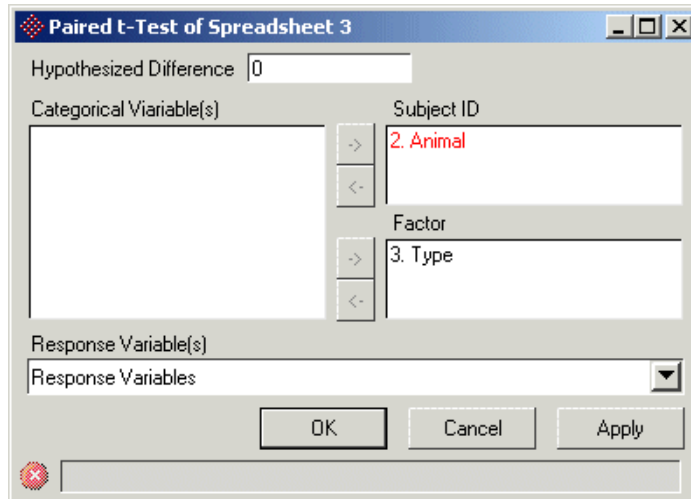 Paired t-Test of Spreadsheet 3
Hypothesized Difference 0
Categorical Viariable(s)
Subject ID
->
2. Animal
<-
Factor
->
3. Type
<-
Response Variable(s)
Response Variables
OK Cancel Apply